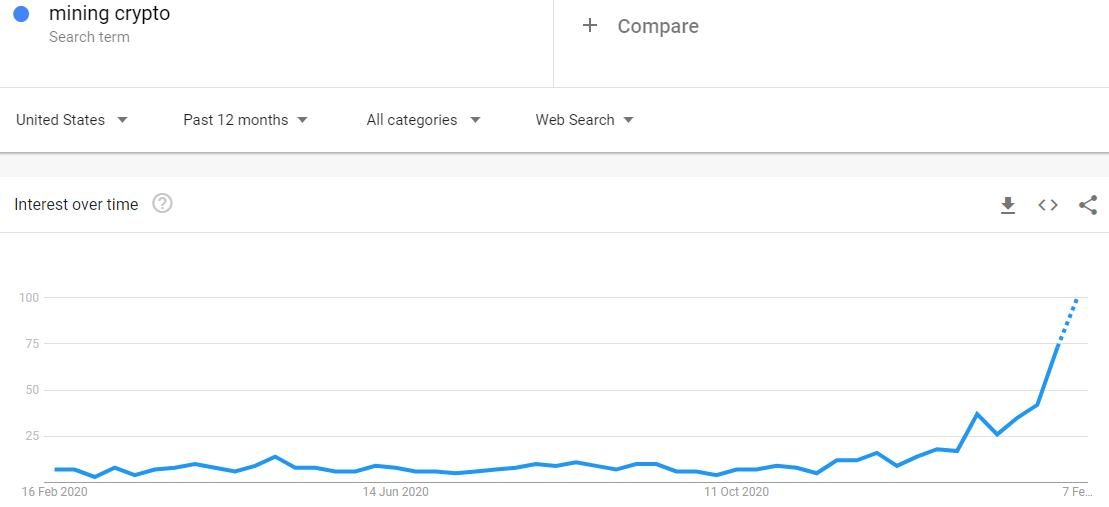 mining crypto
Search term
+ Compare
United States
Past 12 months
All categories
Web Search
Interest over time ?
100
75
50
25
16 Feb 2020
14 Jun 2020
11 Oct 2020
7 Fe...